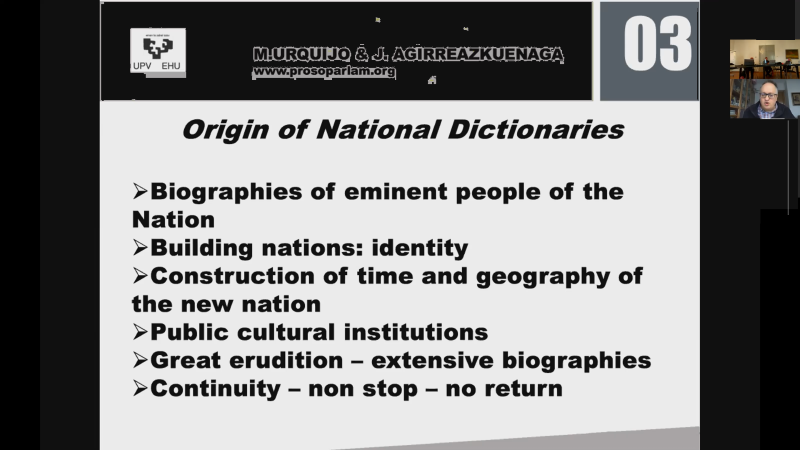 M.URQUIJO & J. AGIRREAZKUENAGA
www.prosoparlam.org
UPV EHU
03
Origin of National Dictionaries
➢Biographies of eminent people of the
Nation
➢Building nations: identity
➢Construction of time and geography of
the new nation
➢Public cultural institutions
➢Great erudition – extensive biographies
➢Continuity – non stop – no return